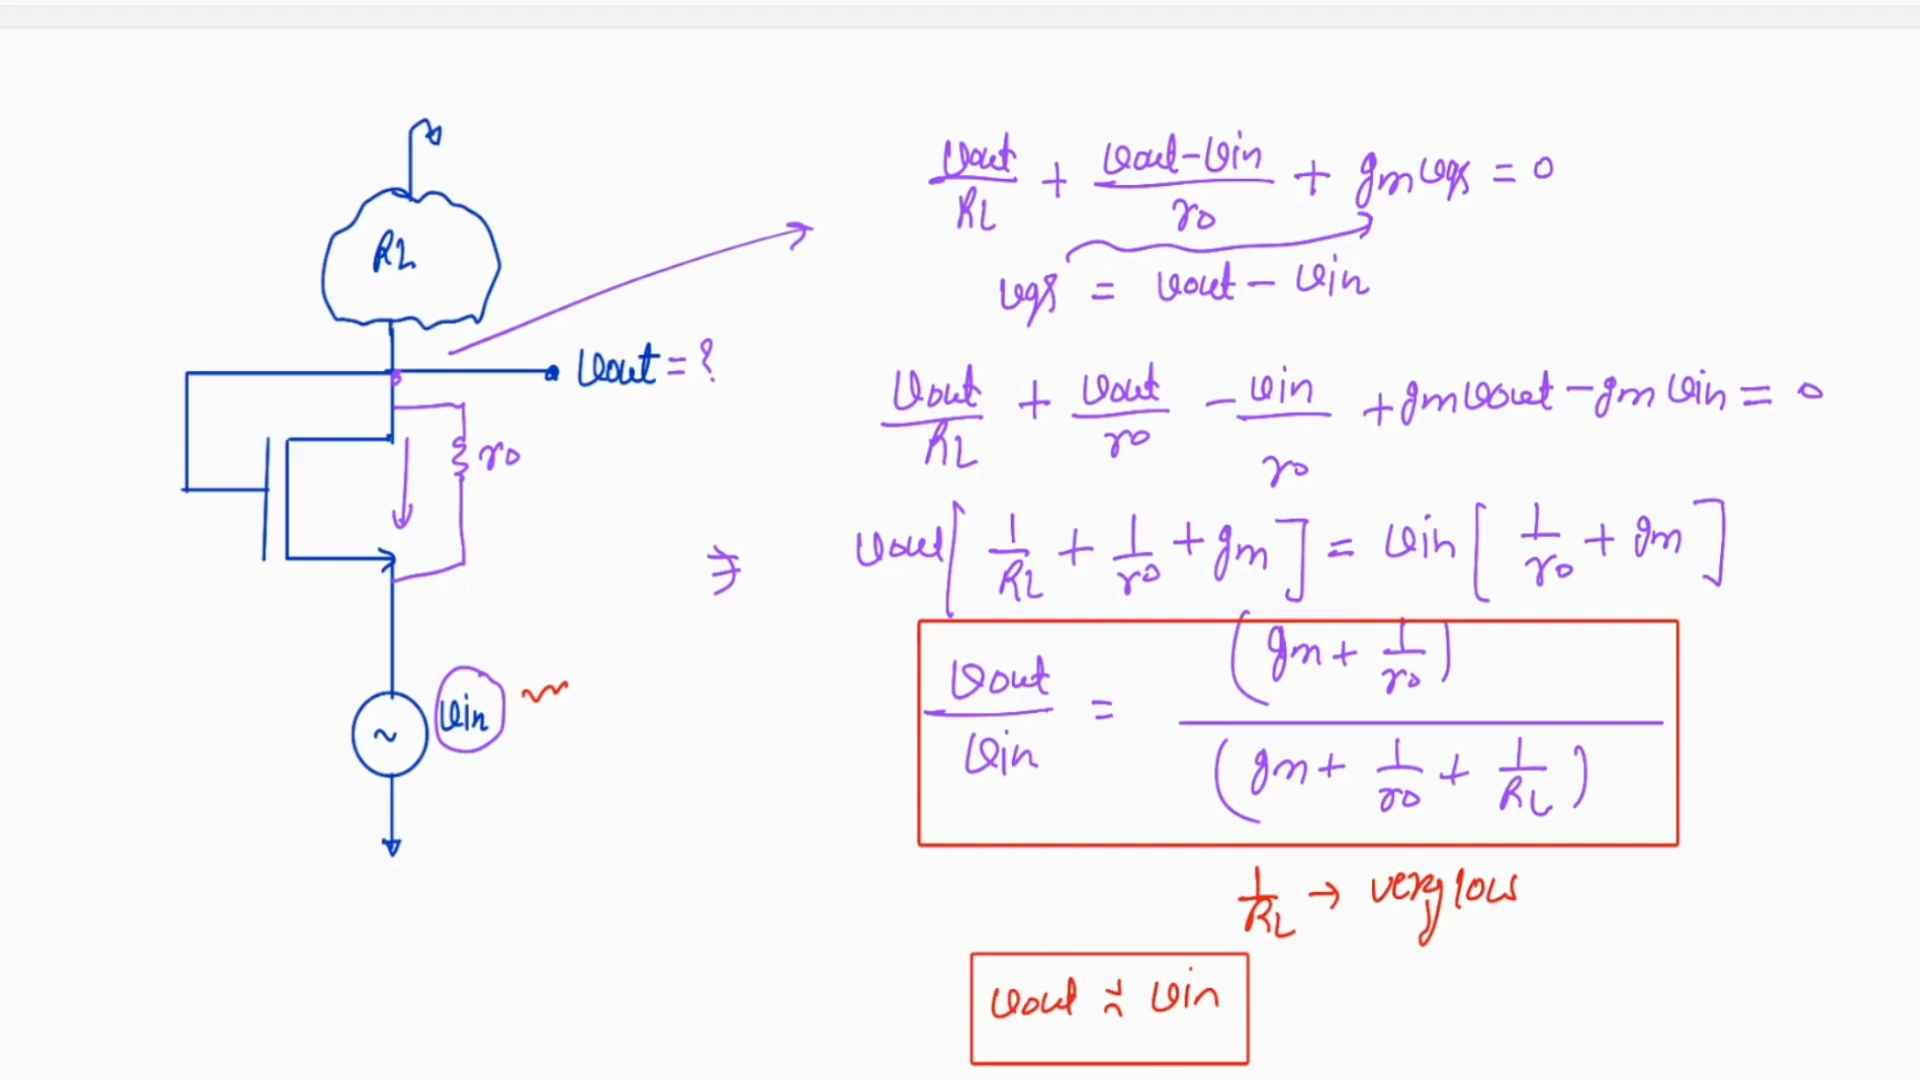 RL
Vout = ?
ro
~ Vin
Vout/RL + (Vout-Vin)/ro + gmvgs = 0
vgs = Vout - Vin
Vout/RL + Vout/ro - Vin/ro + gmVout - gmVin = 0
⇒ Vout[1/RL + 1/ro + gm] = Vin[1/ro + gm]
Vout/Vin = (gm + 1/ro)/(gm + 1/ro + 1/RL)
1/RL → very low
Vout ≈ Vin